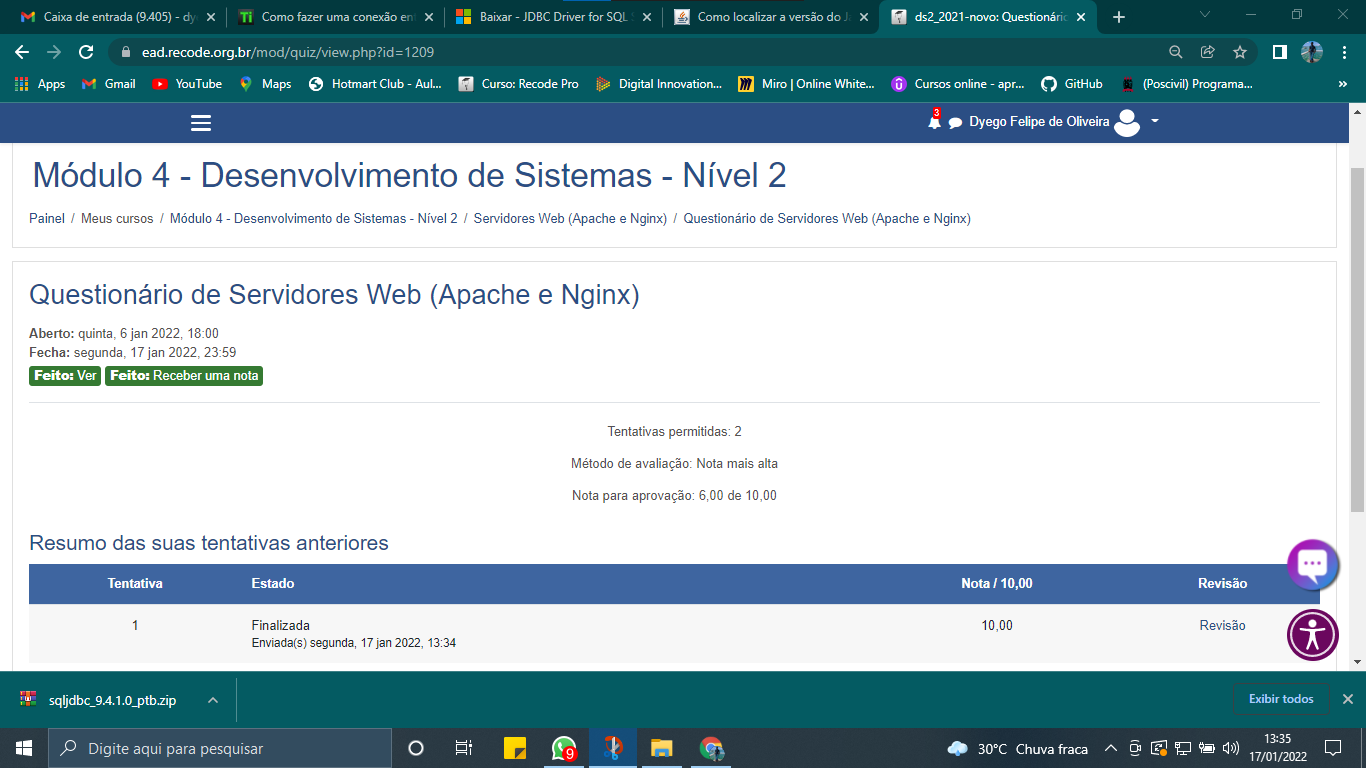 Caixa de entrada (9.405) - dy
Como fazer uma conexão en
Baixar - JDBC Driver for SQL S
Como localizar a versão do Ja
ds2_2021-novo: Questionário
ead.recode.org.br/mod/quiz/view.php?id=1209
Apps
Gmail
YouTube
Maps
Hotmart Club - Aul...
Curso: Recode Pro
Digital Innovation...
Miro | Online White...
Cursos online - apr...
GitHub
(Poscivil) Programa...
»
3
Dyego Felipe de Oliveira
Módulo 4 - Desenvolvimento de Sistemas - Nível 2
Painel / Meus cursos / Módulo 4 - Desenvolvimento de Sistemas - Nível 2 / Servidores Web (Apache e Nginx) / Questionário de Servidores Web (Apache e Nginx)
Questionário de Servidores Web (Apache e Nginx)
Aberto: quinta, 6 jan 2022, 18:00
Fecha: segunda, 17 jan 2022, 23:59
Feito: Ver Feito: Receber uma nota
Tentativas permitidas: 2
Método de avaliação: Nota mais alta
Nota para aprovação: 6,00 de 10,00
Resumo das suas tentativas anteriores
Tentativa Estado Nota / 10,00 Revisão
1 Finalizada 10,00 Revisão
Enviada(s) segunda, 17 jan 2022, 13:34
sqljdbc_9.4.1.0_ptb.zip
Exibir todos
Digite aqui para pesquisar
9
30°C Chuva fraca
13:35
17/01/2022